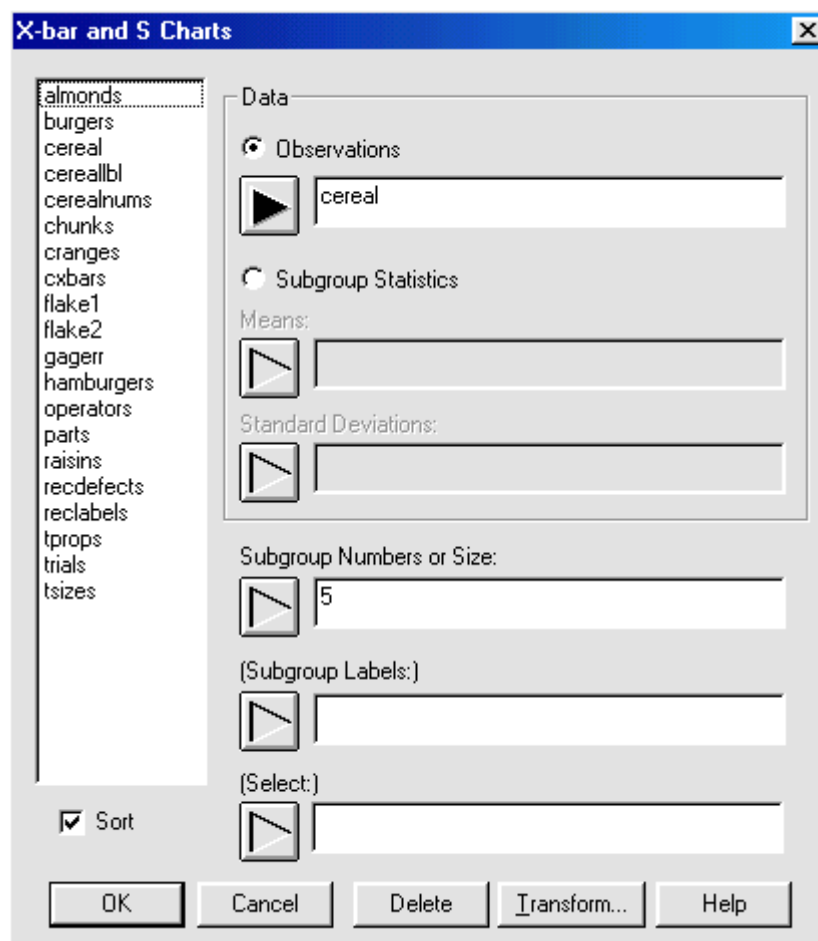 X-bar and S Charts
almonds
burgers
cereal
cereallbl
cerealnums
chunks
cranges
cxbars
flake1
flake2
gagerr
hamburgers
operators
parts
raisins
recdefects
reclabels
tprops
trials
tsizes
Sort
Data
Observations
cereal
Subgroup Statistics
Means:
Standard Deviations:
Subgroup Numbers or Size:
5
(Subgroup Labels:)
(Select:)
OK Cancel Delete Transform... Help